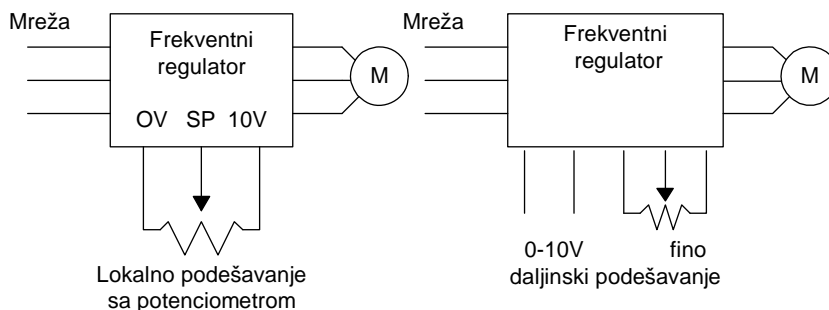 Mreža
Frekventni
regulator
M
OV SP 10V
Lokalno podešavanje
sa potenciometrom
Mreža
Frekventni
regulator
M
0-10V fino
daljinski podešavanje